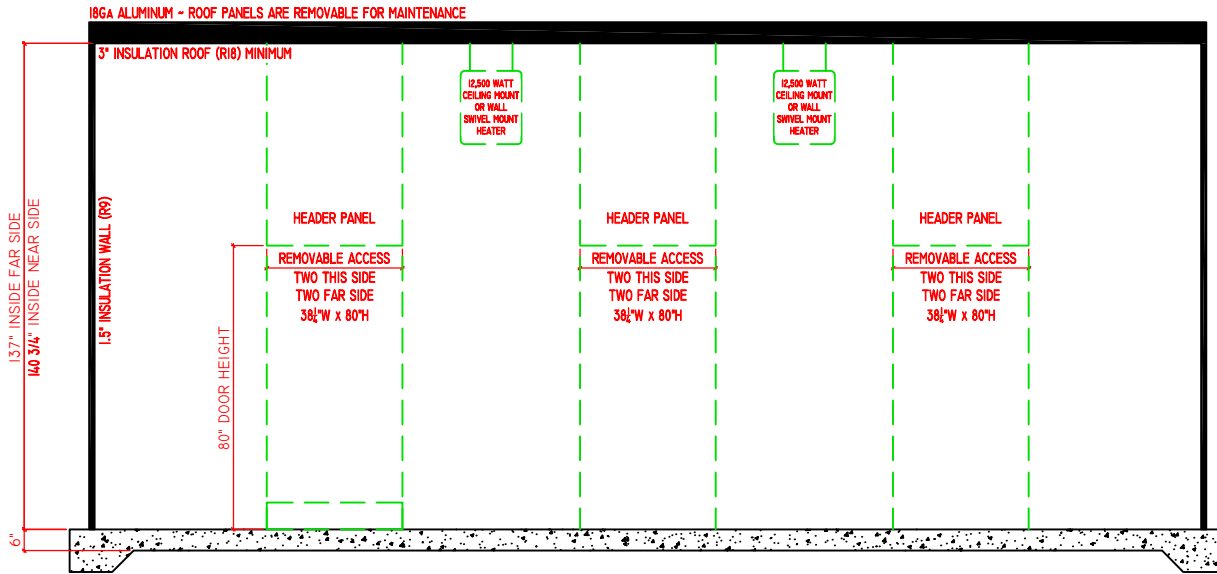 18GA ALUMINUM ~ ROOF PANELS ARE REMOVABLE FOR MAINTENANCE
3" INSULATION ROOF (R18) MINIMUM
12,500 WATT
CEILING MOUNT
OR WALL
SWIVEL MOUNT
HEATER
12,500 WATT
CEILING MOUNT
OR WALL
SWIVEL MOUNT
HEATER
137" INSIDE FAR SIDE
140 3/4" INSIDE NEAR SIDE
1.5" INSULATION WALL (R9)
80" DOOR HEIGHT
HEADER PANEL
REMOVABLE ACCESS
TWO THIS SIDE
TWO FAR SIDE
38¼"W x 80"H
HEADER PANEL
REMOVABLE ACCESS
TWO THIS SIDE
TWO FAR SIDE
38¼"W x 80"H
HEADER PANEL
REMOVABLE ACCESS
TWO THIS SIDE
TWO FAR SIDE
38¼"W x 80"H
6"